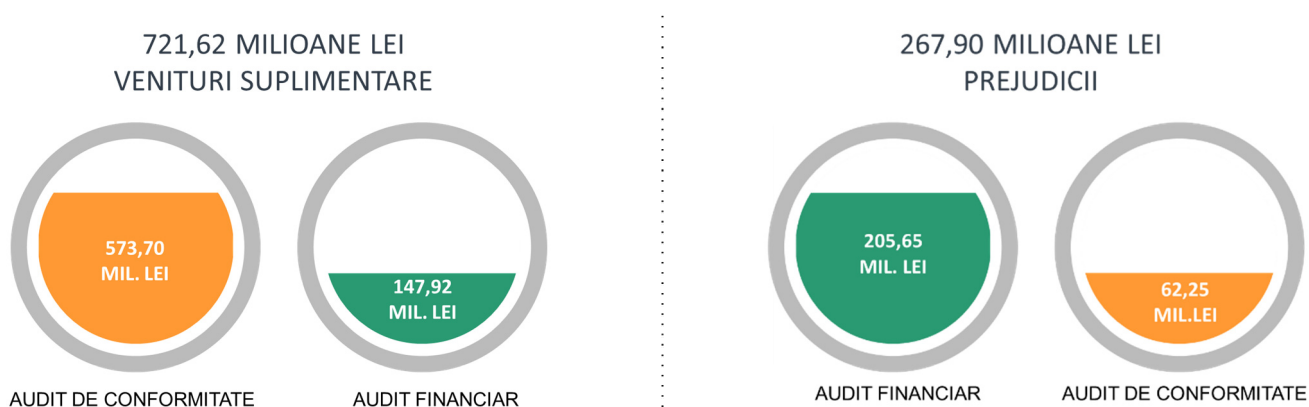 721,62 MILIOANE LEI
VENITURI SUPLIMENTARE
573,70
MIL. LEI
147,92
MIL. LEI
AUDIT DE CONFORMITATE
AUDIT FINANCIAR
267,90 MILIOANE LEI
PREJUDICII
205,65
MIL. LEI
62,25
MIL.LEI
AUDIT FINANCIAR
AUDIT DE CONFORMITATE